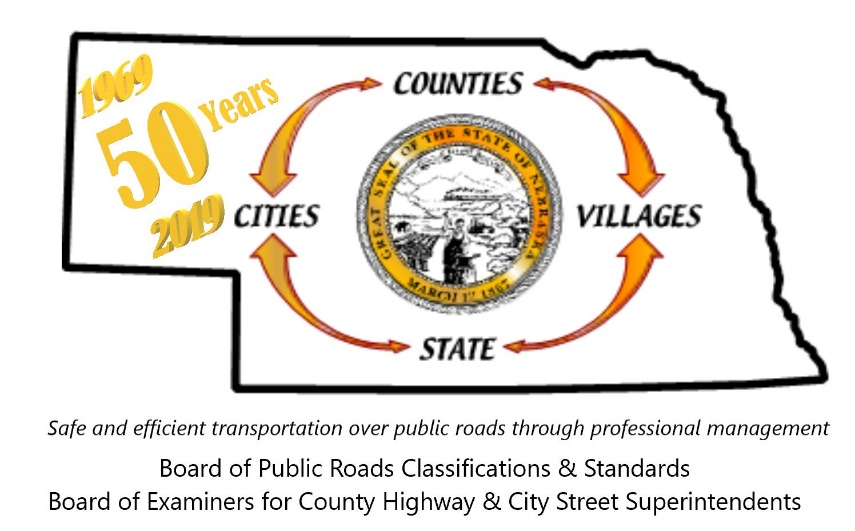 1969
50 Years
2019
COUNTIES
CITIES
VILLAGES
STATE
GREAT SEAL OF THE STATE OF NEBRASKA
MARCH 1ST 1867
Safe and efficient transportation over public roads through professional management
Board of Public Roads Classifications & Standards
Board of Examiners for County Highway & City Street Superintendents